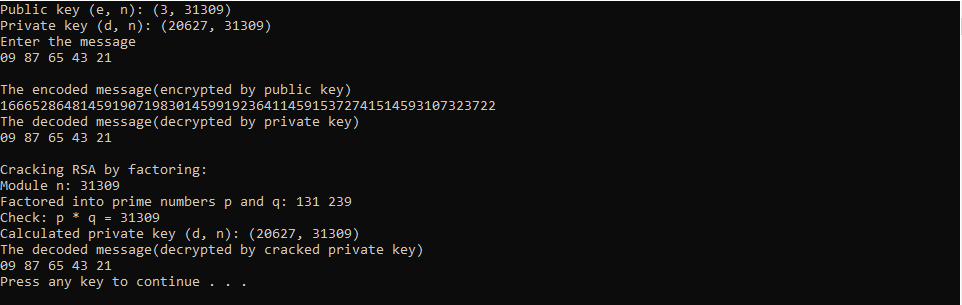 Public key (e, n): (3, 31309)
Private key (d, n): (20627, 31309)
Enter the message
09 87 65 43 21
The encoded message(encrypted by public key)
16665286481459190719830145991923641145915372741514593107323722
The decoded message(decrypted by private key)
09 87 65 43 21
Cracking RSA by factoring:
Module n: 31309
Factored into prime numbers p and q: 131 239
Check: p * q = 31309
Calculated private key (d, n): (20627, 31309)
The decoded message(decrypted by cracked private key)
09 87 65 43 21
Press any key to continue . . .